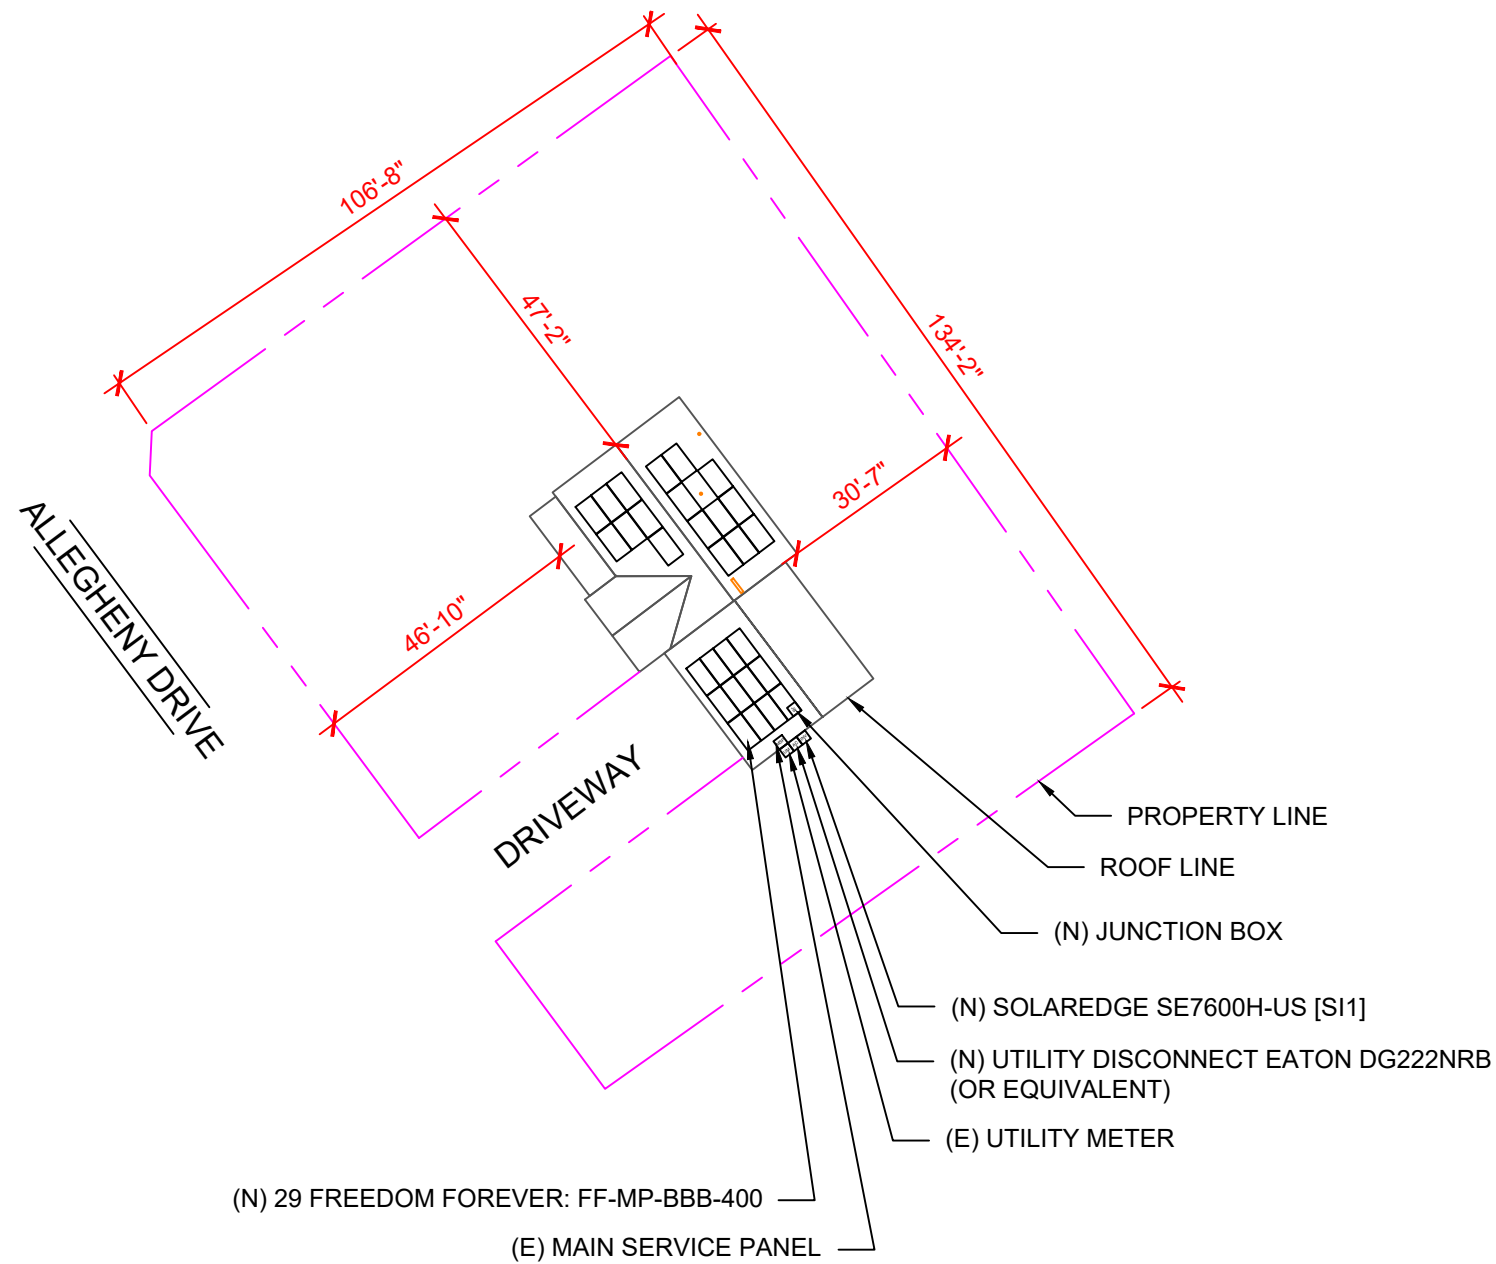 106'-8"
47'-2"
134'-2"
30'-7"
46'-10"
ALLEGHENY DRIVE
DRIVEWAY
PROPERTY LINE
ROOF LINE
(N) JUNCTION BOX
(N) SOLAREDGE SE7600H-US [SI1]
(N) UTILITY DISCONNECT EATON DG222NRB
(OR EQUIVALENT)
(E) UTILITY METER
(N) 29 FREEDOM FOREVER: FF-MP-BBB-400
(E) MAIN SERVICE PANEL